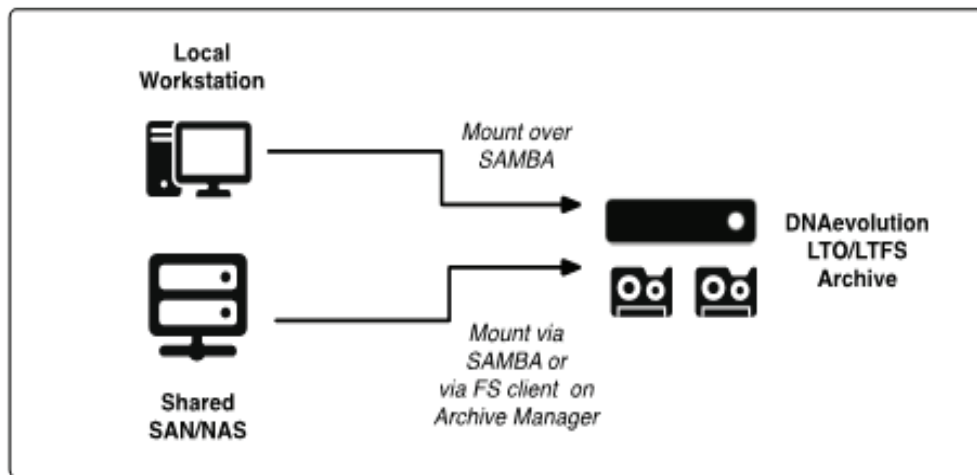 Local
Workstation
Mount over
SAMBA
DNAevolution
LTO/LTFS
Archive
Mount via
SAMBA or
via FS client on
Archive Manager
Shared
SAN/NAS